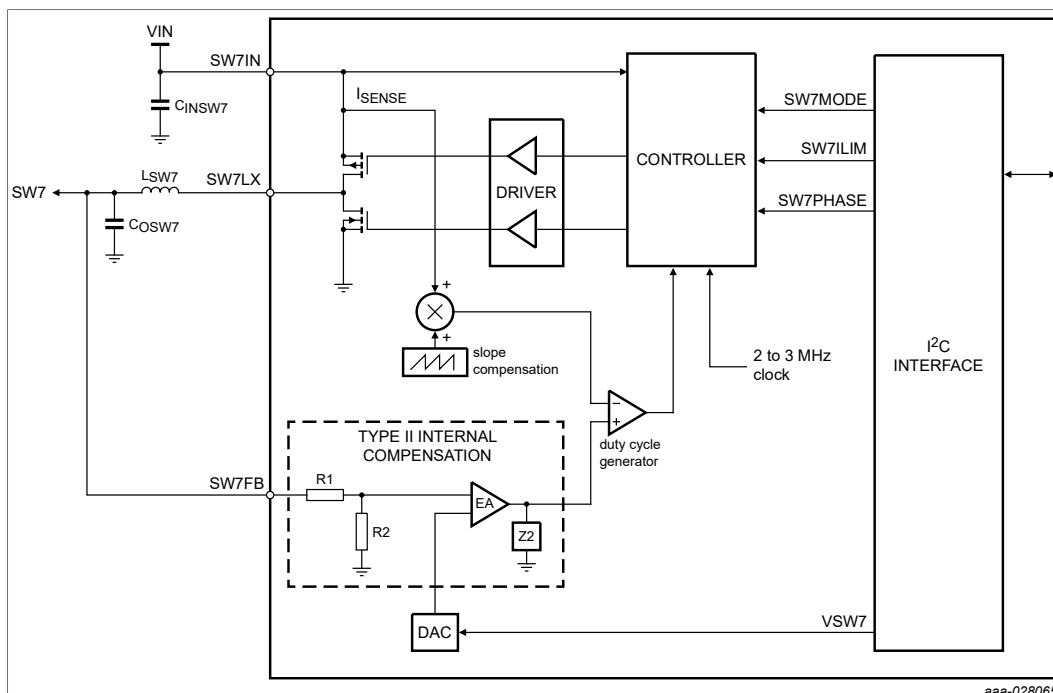 VIN
SW7IN
CINSW7
ISENSE
SW7LX
LSW7
SW7
COSW7
DRIVER
CONTROLLER
SW7MODE
SW7ILIM
SW7PHASE
I2C
INTERFACE
+
+
slope
compensation
2 to 3 MHz
clock
−
+
duty cycle
generator
TYPE II INTERNAL
COMPENSATION
SW7FB
R1
R2
EA
Z2
DAC
VSW7